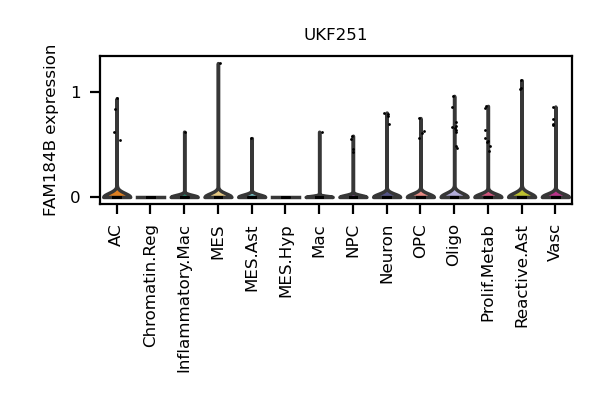 UKF251
FAM184B expression
1
0
AC
Chromatin.Reg
Inflammatory.Mac
MES
MES.Ast
MES.Hyp
Mac
NPC
Neuron
OPC
Oligo
Prolif.Metab
Reactive.Ast
Vasc